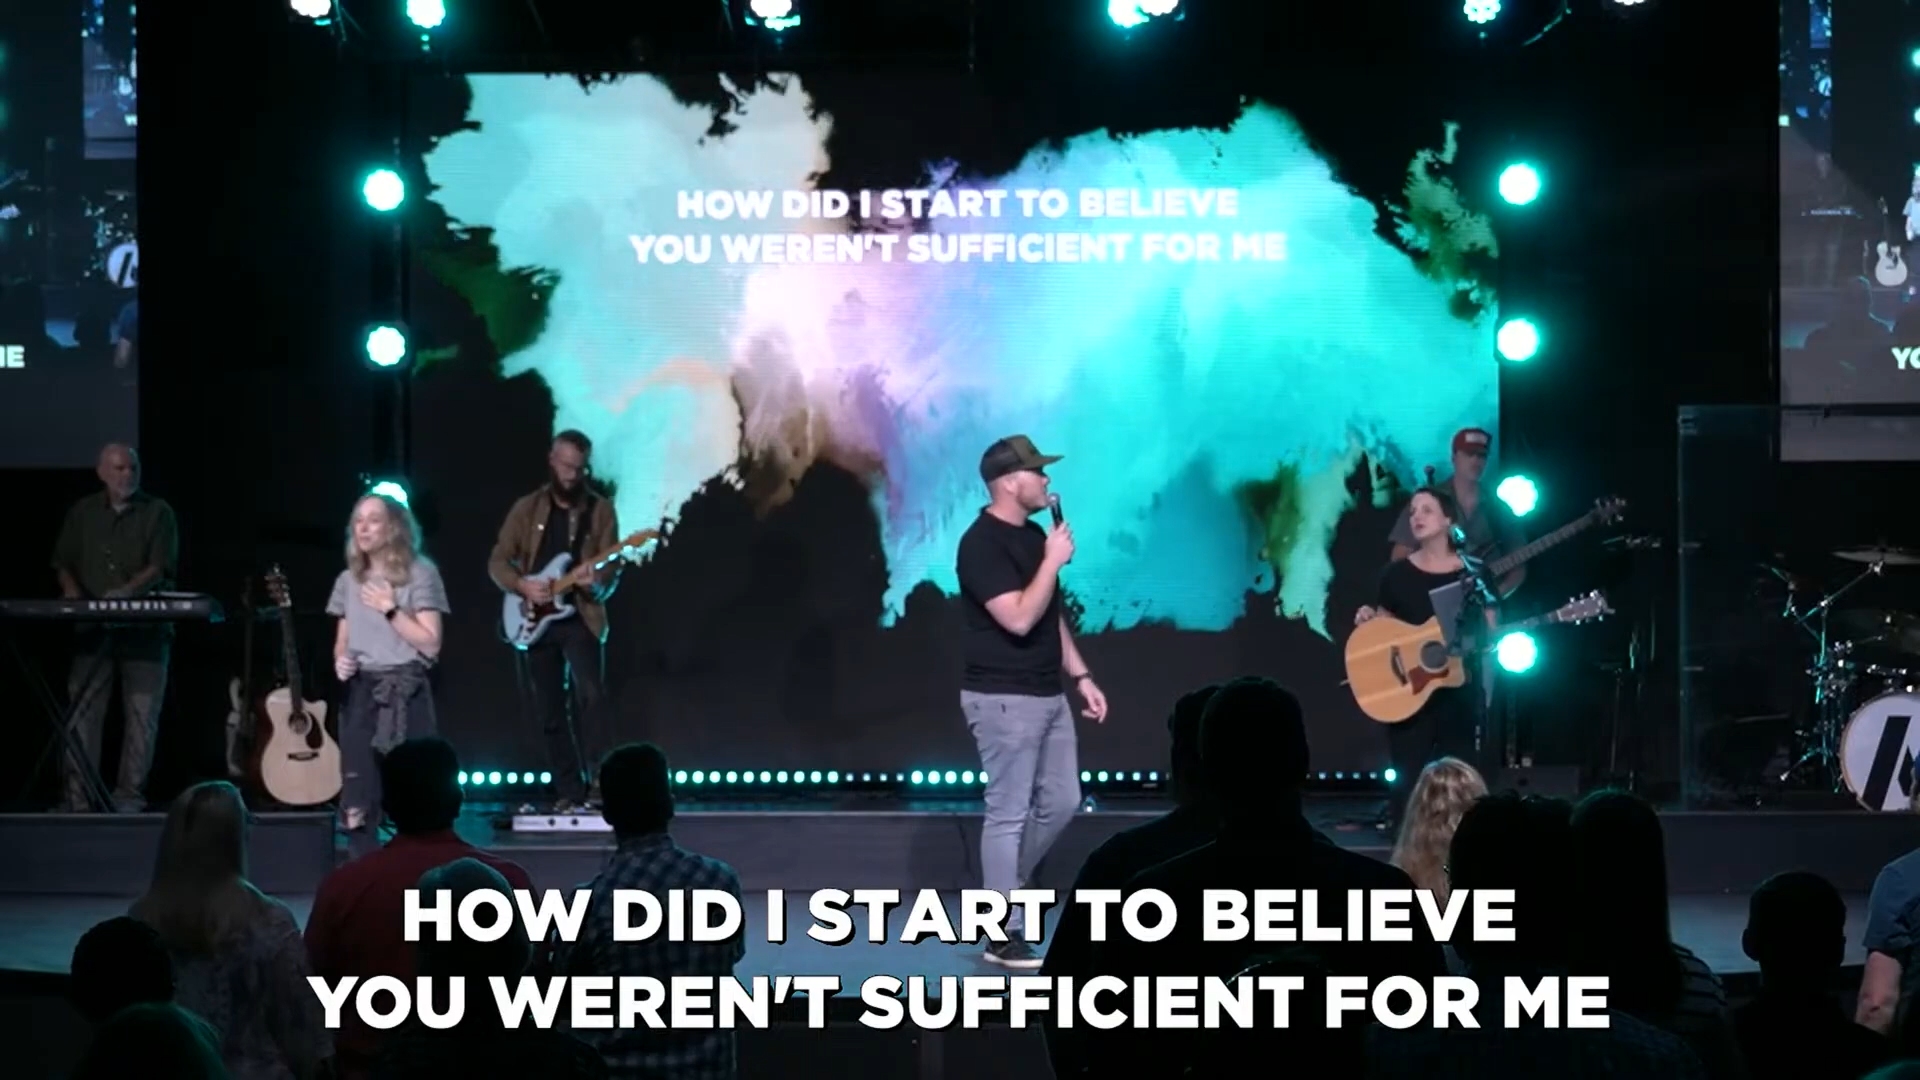 HOW DID I START TO BELIEVE
YOU WEREN'T SUFFICIENT FOR ME
KURZWEIL
HOW DID I START TO BELIEVE
YOU WEREN'T SUFFICIENT FOR ME